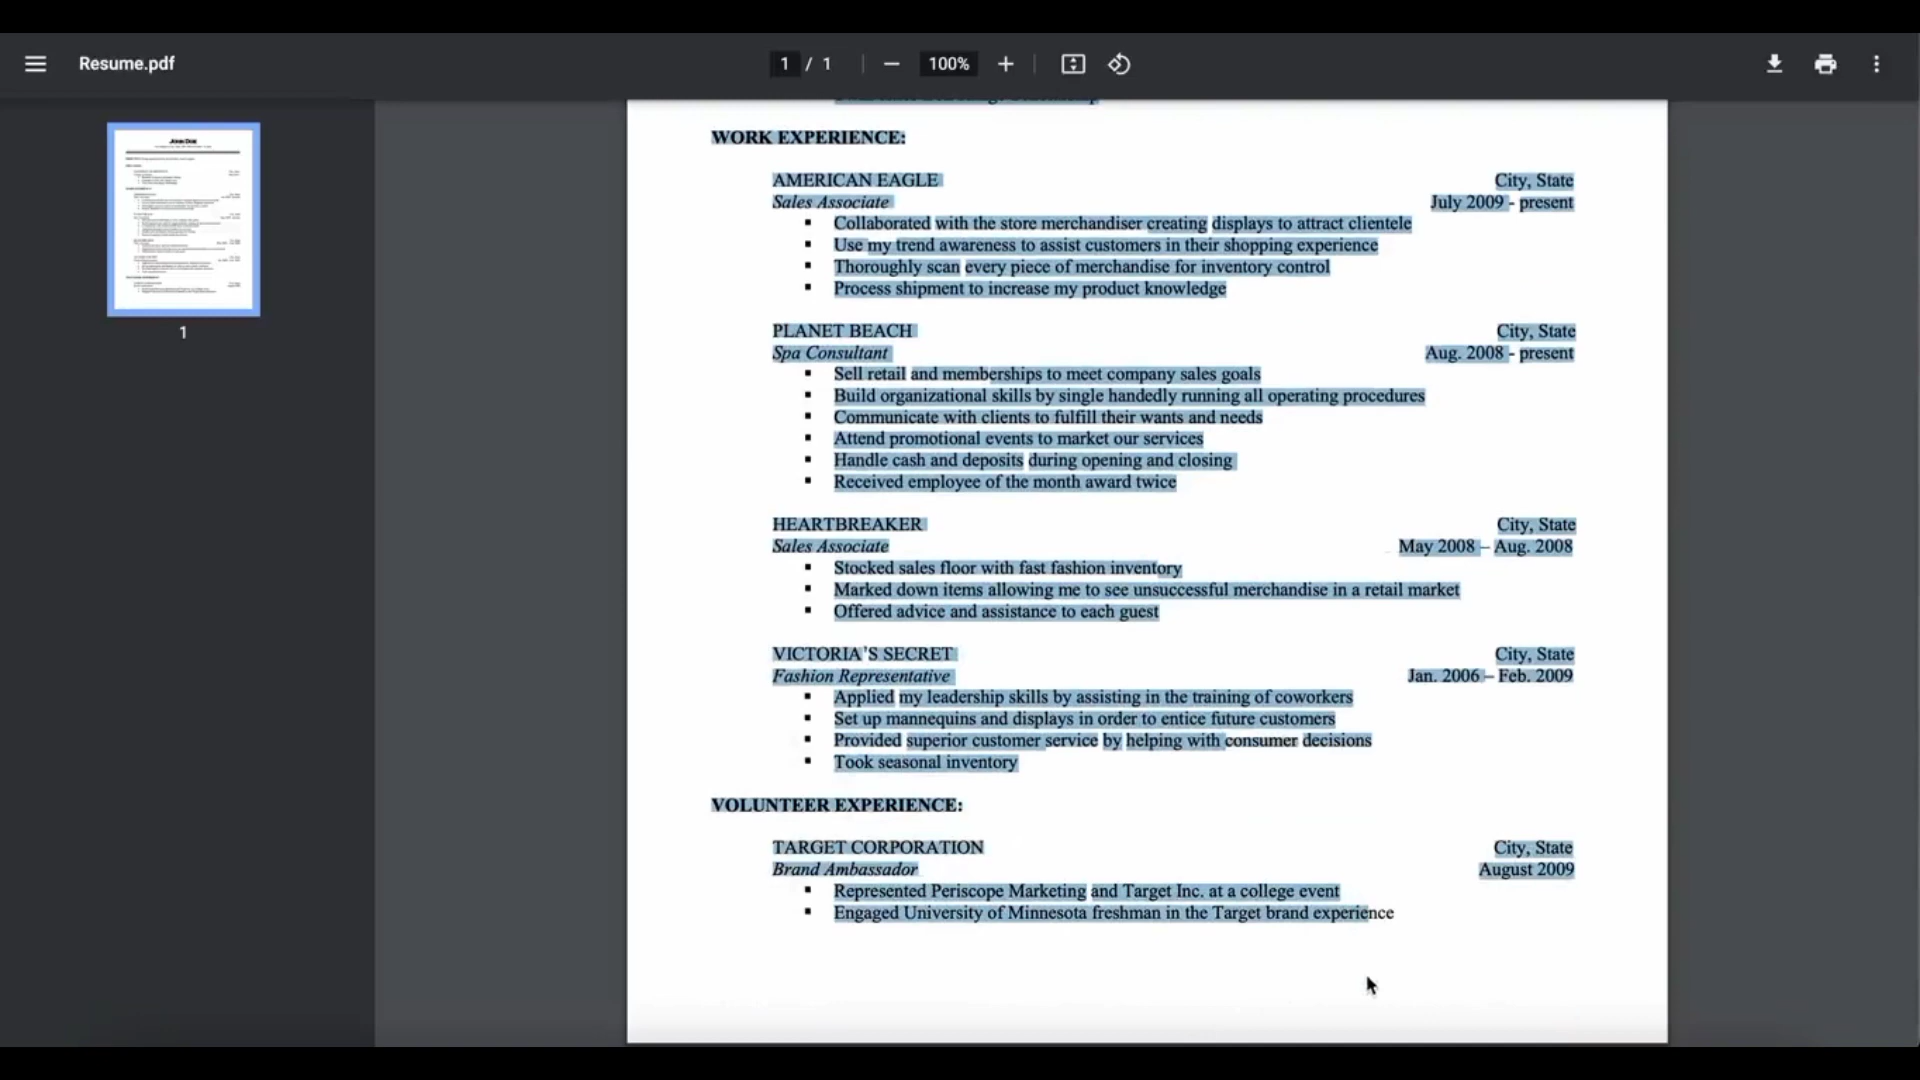 Resume.pdf
1 / 1
100%
1
WORK EXPERIENCE:
AMERICAN EAGLE City, State
Sales Associate July 2009 - present
▪ Collaborated with the store merchandiser creating displays to attract clientele
▪ Use my trend awareness to assist customers in their shopping experience
▪ Thoroughly scan every piece of merchandise for inventory control
▪ Process shipment to increase my product knowledge
PLANET BEACH City, State
Spa Consultant Aug. 2008 - present
▪ Sell retail and memberships to meet company sales goals
▪ Build organizational skills by single handedly running all operating procedures
▪ Communicate with clients to fulfill their wants and needs
▪ Attend promotional events to market our services
▪ Handle cash and deposits during opening and closing
▪ Received employee of the month award twice
HEARTBREAKER City, State
Sales Associate May 2008 – Aug. 2008
▪ Stocked sales floor with fast fashion inventory
▪ Marked down items allowing me to see unsuccessful merchandise in a retail market
▪ Offered advice and assistance to each guest
VICTORIA'S SECRET City, State
Fashion Representative Jan. 2006 – Feb. 2009
▪ Applied my leadership skills by assisting in the training of coworkers
▪ Set up mannequins and displays in order to entice future customers
▪ Provided superior customer service by helping with consumer decisions
▪ Took seasonal inventory
VOLUNTEER EXPERIENCE:
TARGET CORPORATION City, State
Brand Ambassador August 2009
▪ Represented Periscope Marketing and Target Inc. at a college event
▪ Engaged University of Minnesota freshman in the Target brand experience